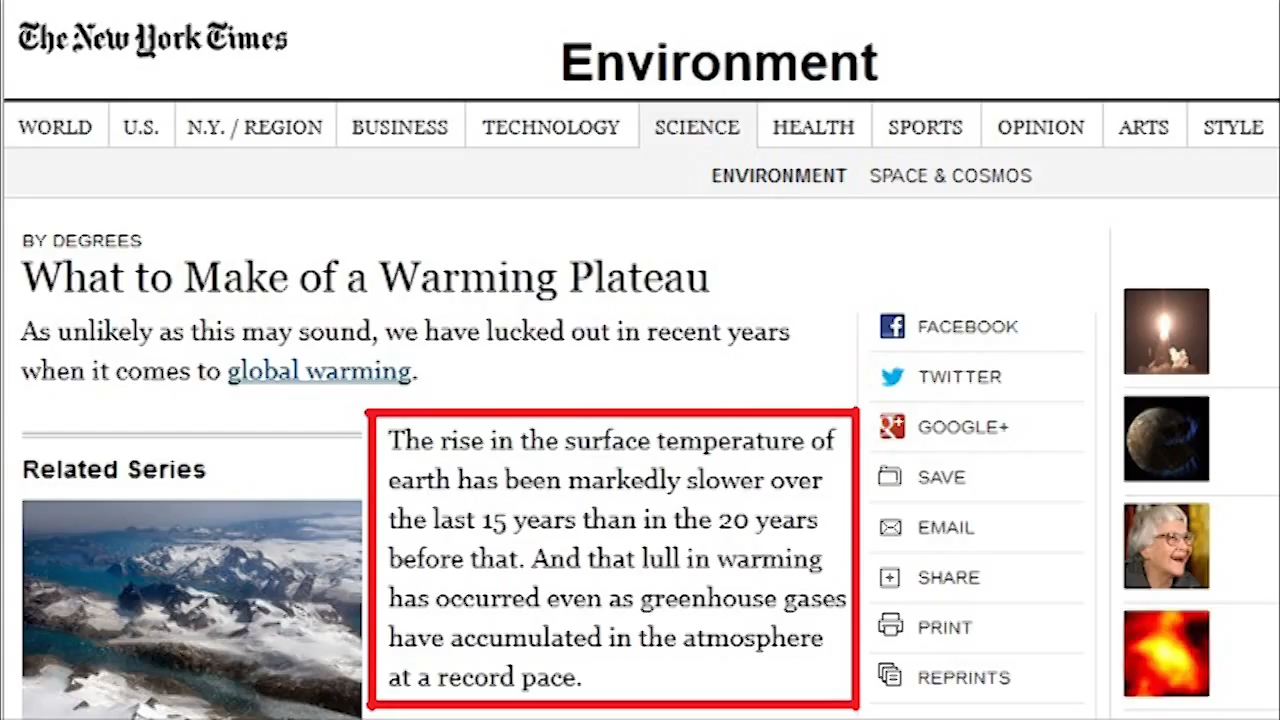 The New York Times
Environment
WORLD
U.S.
N.Y. / REGION
BUSINESS
TECHNOLOGY
SCIENCE
HEALTH
SPORTS
OPINION
ARTS
STYLE
ENVIRONMENT
SPACE & COSMOS
BY DEGREES
What to Make of a Warming Plateau
As unlikely as this may sound, we have lucked out in recent years
when it comes to global warming.
Related Series
The rise in the surface temperature of
earth has been markedly slower over
the last 15 years than in the 20 years
before that. And that lull in warming
has occurred even as greenhouse gases
have accumulated in the atmosphere
at a record pace.
FACEBOOK
TWITTER
GOOGLE+
SAVE
EMAIL
SHARE
PRINT
REPRINTS